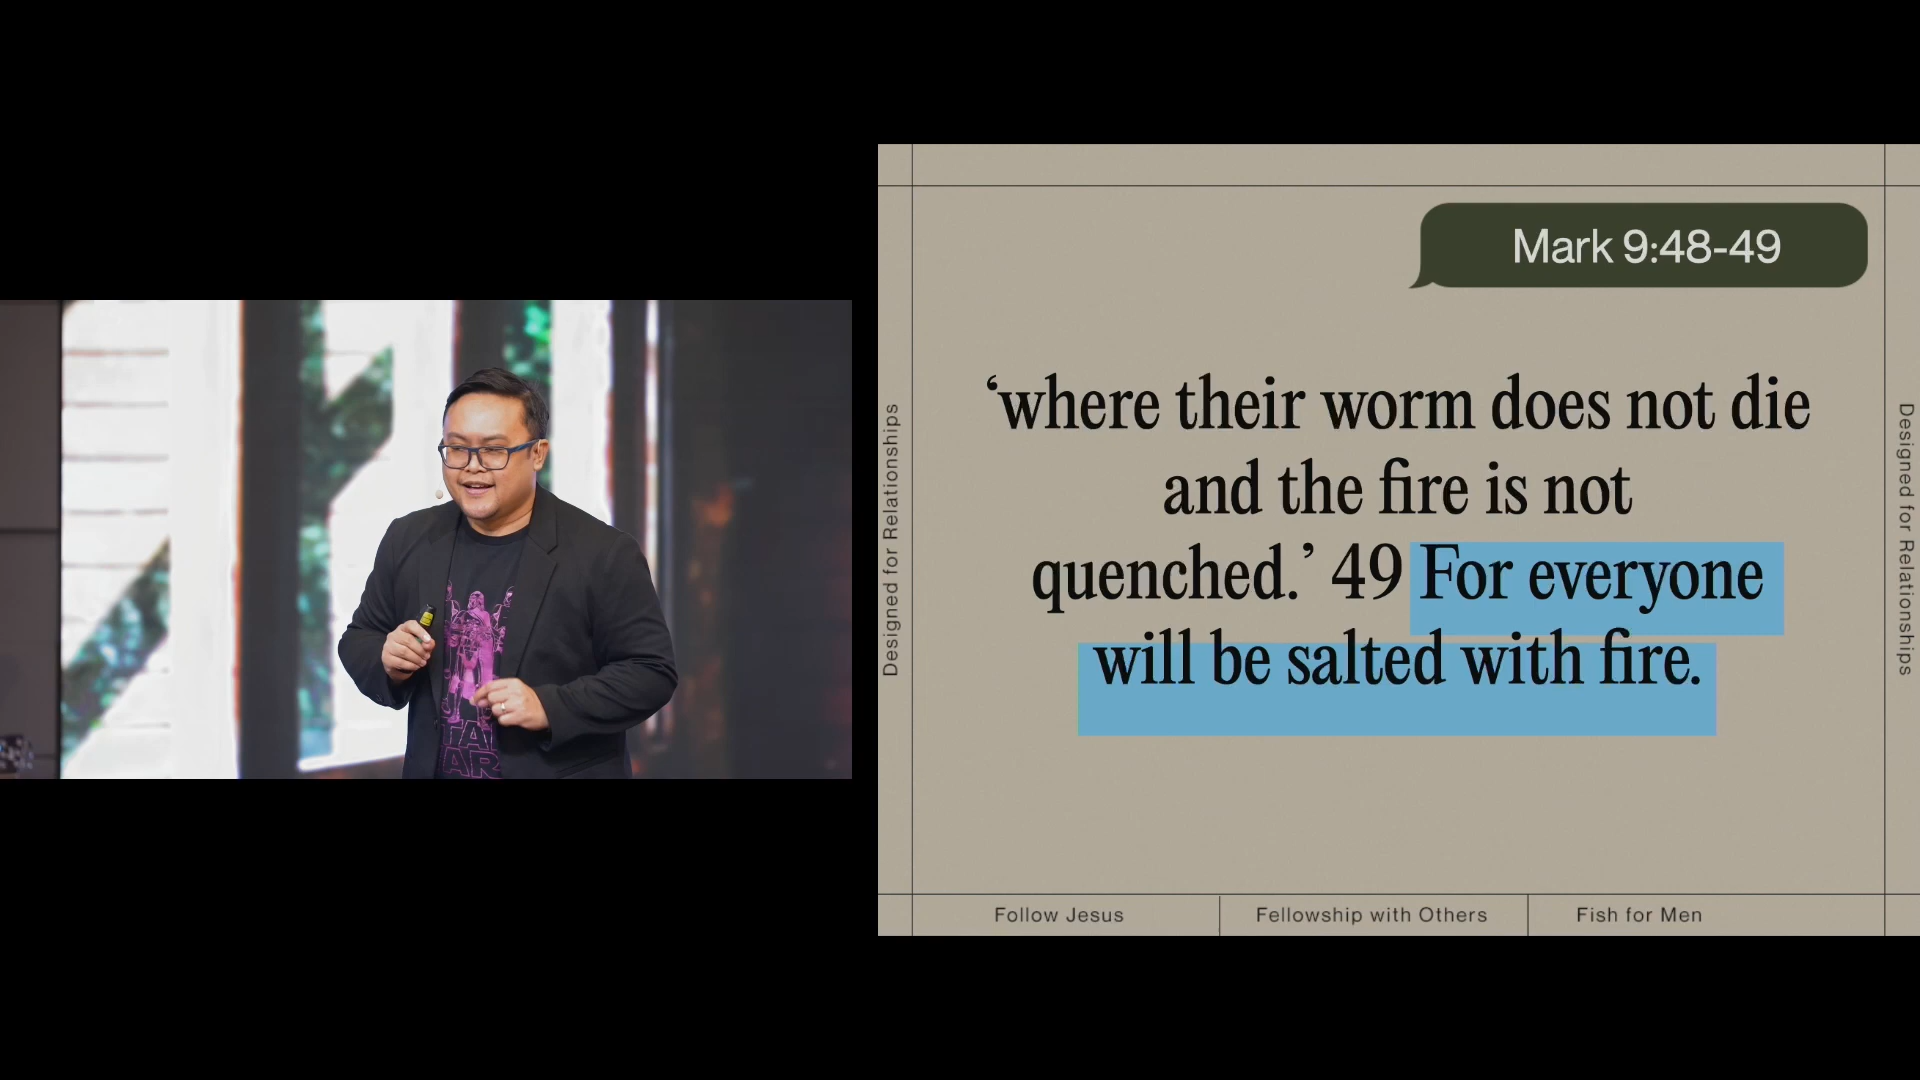 STAR
WARS
Designed for Relationships
Mark 9:48-49
‘where their worm does not die
and the fire is not
quenched.’ 49 For everyone
will be salted with fire.
Designed for Relationships
Follow Jesus
Fellowship with Others
Fish for Men